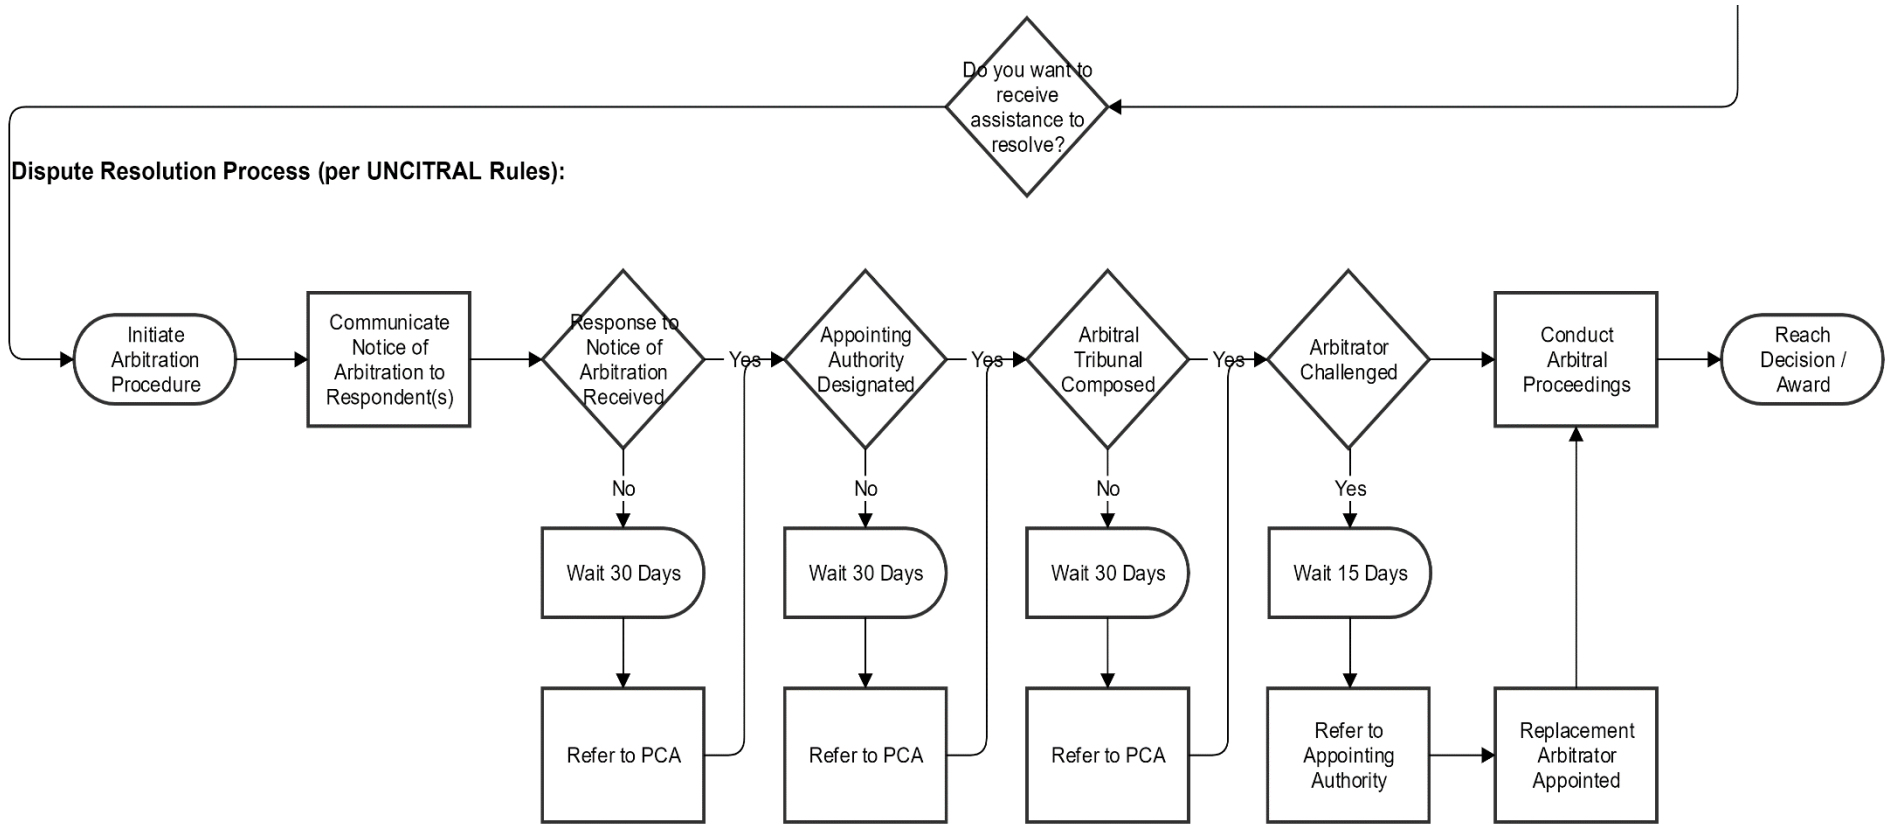 Do you want to
receive
assistance to
resolve?
Dispute Resolution Process (per UNCITRAL Rules):
Initiate
Arbitration
Procedure
Communicate
Notice of
Arbitration to
Respondent(s)
Response to
Notice of
Arbitration
Received
Yes
Appointing
Authority
Designated
Yes
Arbitral
Tribunal
Composed
Yes
Arbitrator
Challenged
Conduct
Arbitral
Proceedings
Reach
Decision /
Award
No
No
No
Yes
Wait 30 Days
Wait 30 Days
Wait 30 Days
Wait 15 Days
Refer to PCA
Refer to PCA
Refer to PCA
Refer to
Appointing
Authority
Replacement
Arbitrator
Appointed